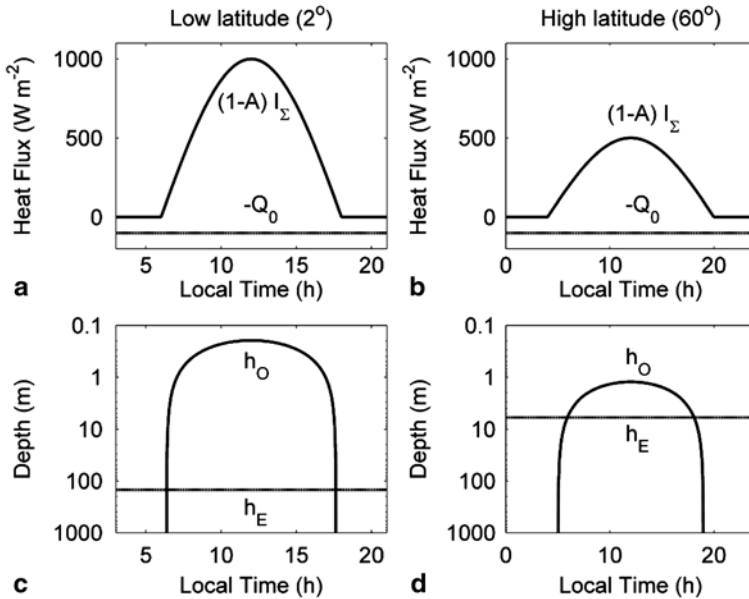 Low latitude (2°)
High latitude (60°)
Heat Flux (W m⁻²)
1000
500
0
(1-A) I_Σ
-Q₀
5 10 15 20
Local Time (h)
a
Heat Flux (W m⁻²)
1000
500
0
(1-A) I_Σ
-Q₀
0 10 20
Local Time (h)
b
Depth (m)
0.1
1
10
100
1000
h_O
h_E
5 10 15 20
Local Time (h)
c
Depth (m)
0.1
1
10
100
1000
h_O
h_E
0 10 20
Local Time (h)
d